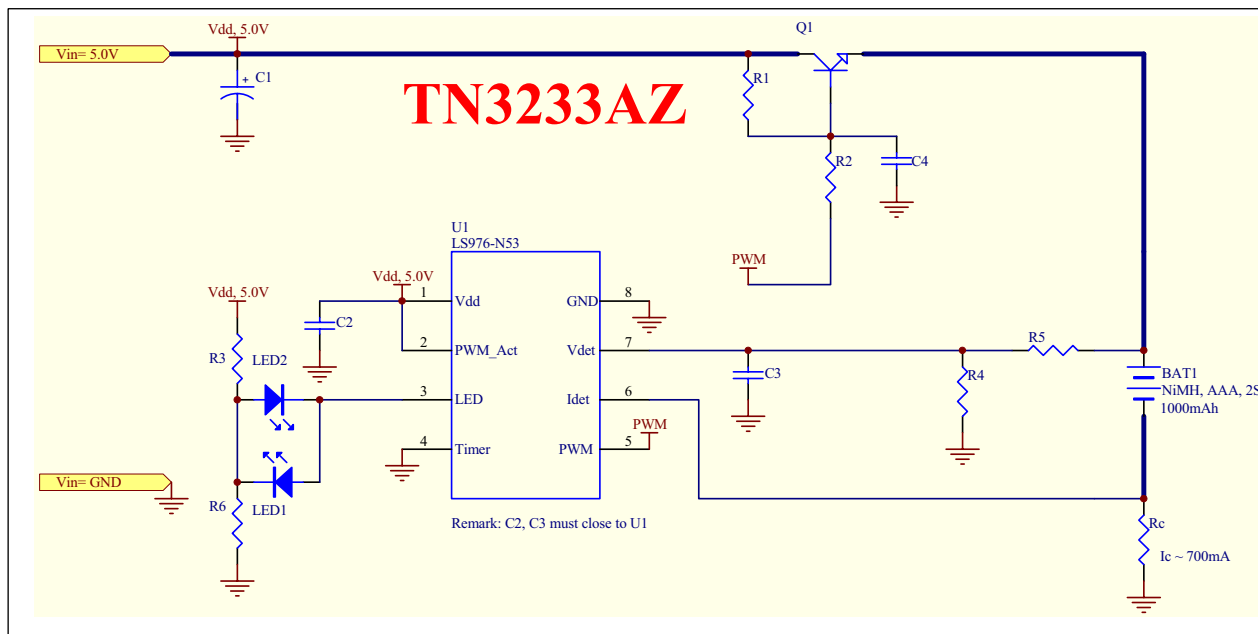 Vdd, 5.0V
Q1
Vin= 5.0V
C1
+
R1
TN3233AZ
R2
C4
U1
LS976-N53
PWM
Vdd, 5.0V
Vdd, 5.0V
1
Vdd
GND
8
C2
2
PWM_Act
Vdet
7
R5
R3
LED2
C3
R4
BAT1
NiMH, AAA, 2S
1000mAh
3
LED
Idet
6
4
Timer
PWM
5
PWM
Vin= GND
R6
LED1
Remark: C2, C3 must close to U1
Rc
Ic ~ 700mA